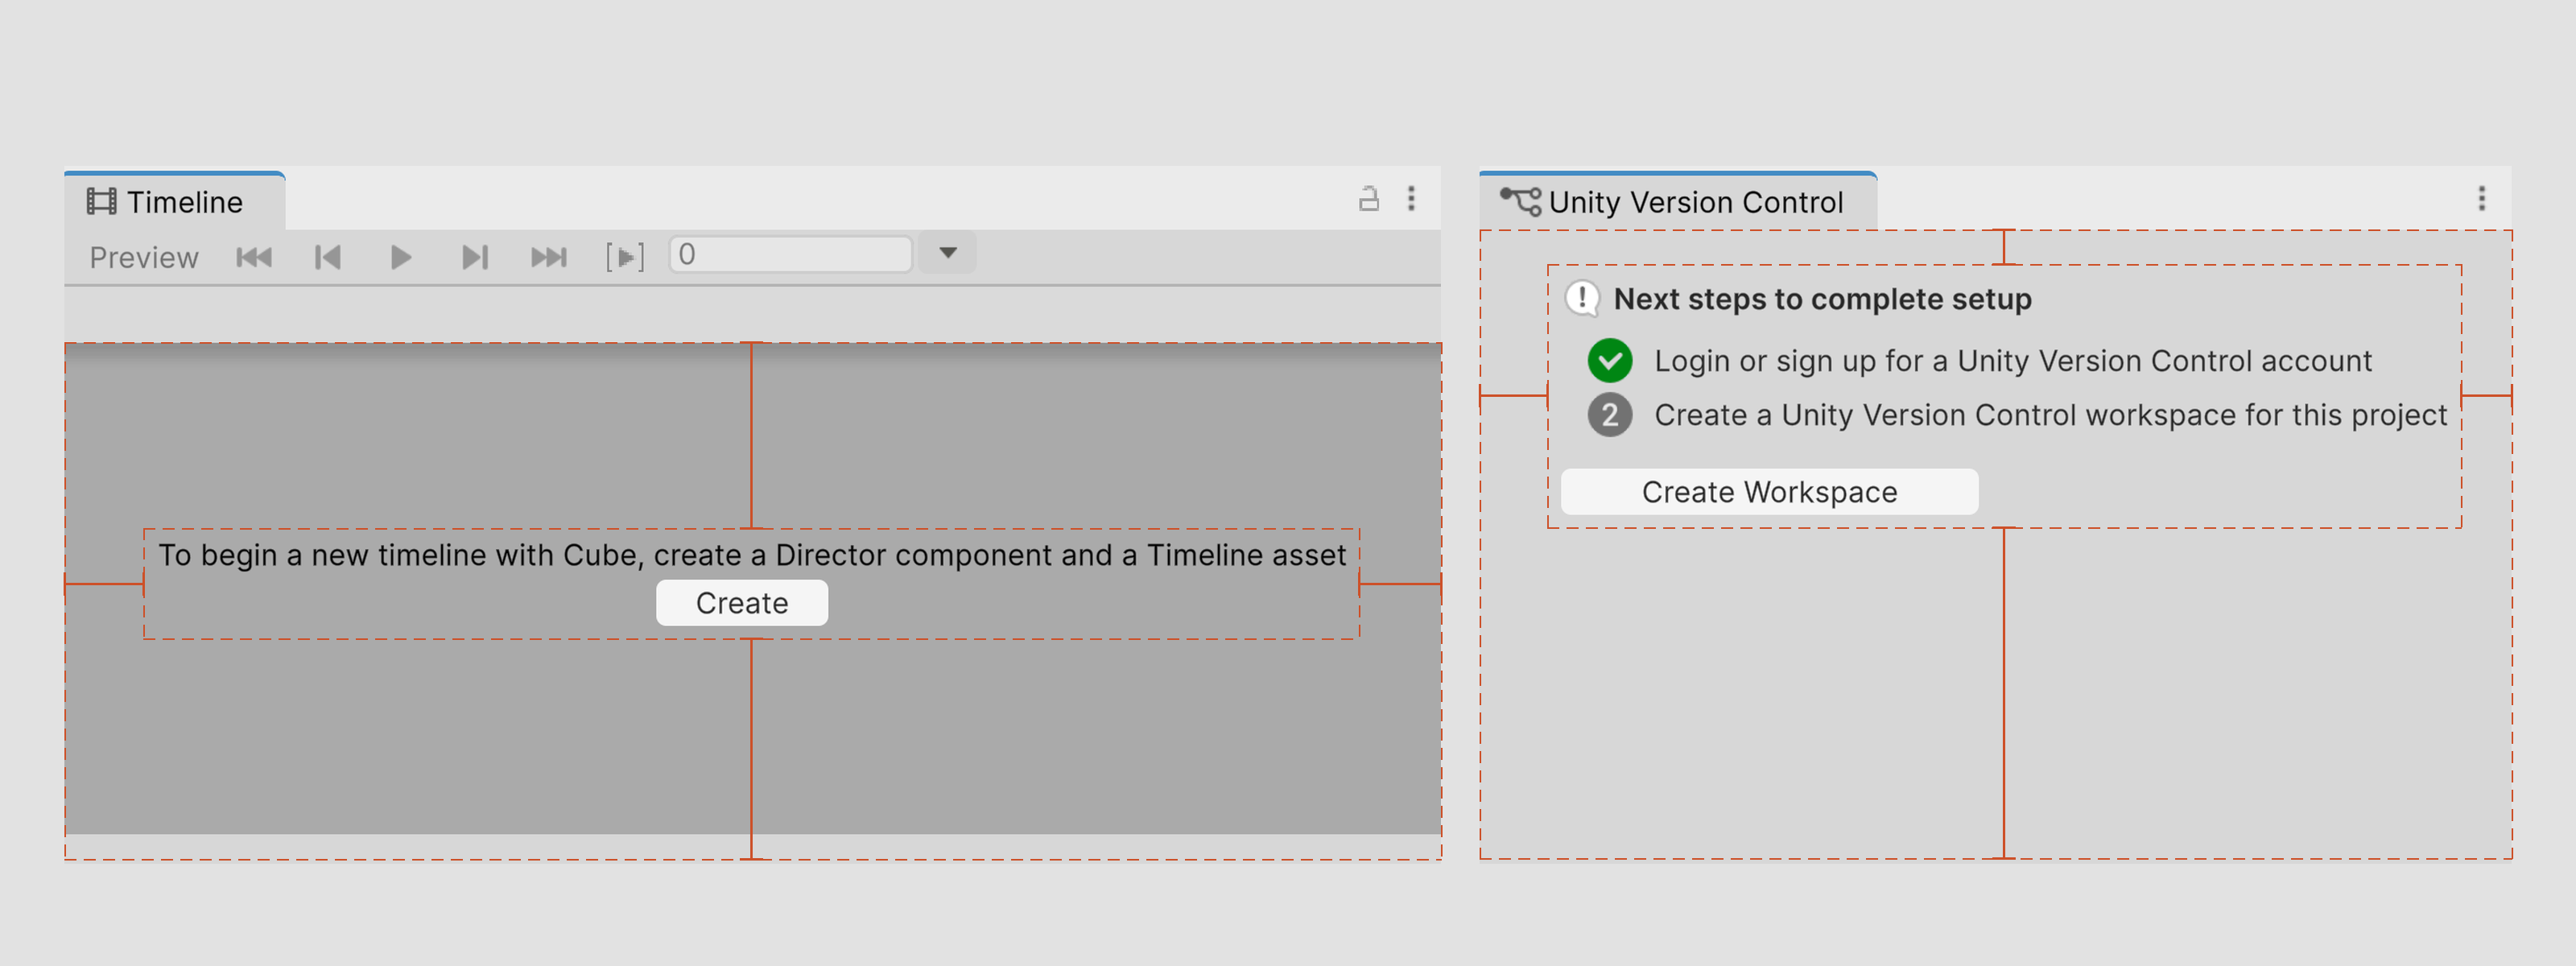 Timeline
Preview
0
To begin a new timeline with Cube, create a Director component and a Timeline asset
Create
Unity Version Control
Next steps to complete setup
Login or sign up for a Unity Version Control account
2 Create a Unity Version Control workspace for this project
Create Workspace